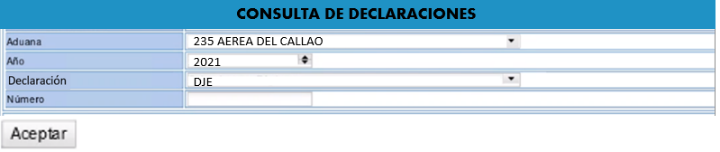 CONSULTA DE DECLARACIONES
Aduana 235 AEREA DEL CALLAO
Año 2021
Declaración DJE
Número
Aceptar